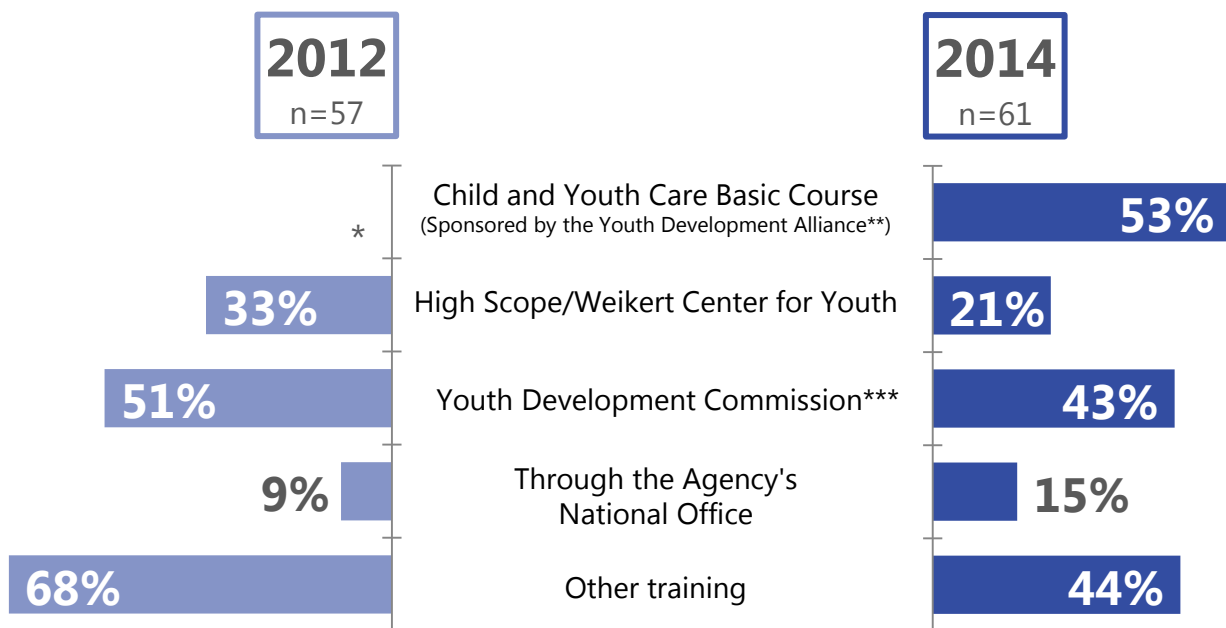 2012
n=57
2014
n=61
*
Child and Youth Care Basic Course
(Sponsored by the Youth Development Alliance**)
53%
33%
High Scope/Weikert Center for Youth
21%
51%
Youth Development Commission***
43%
9%
Through the Agency's
National Office
15%
68%
Other training
44%